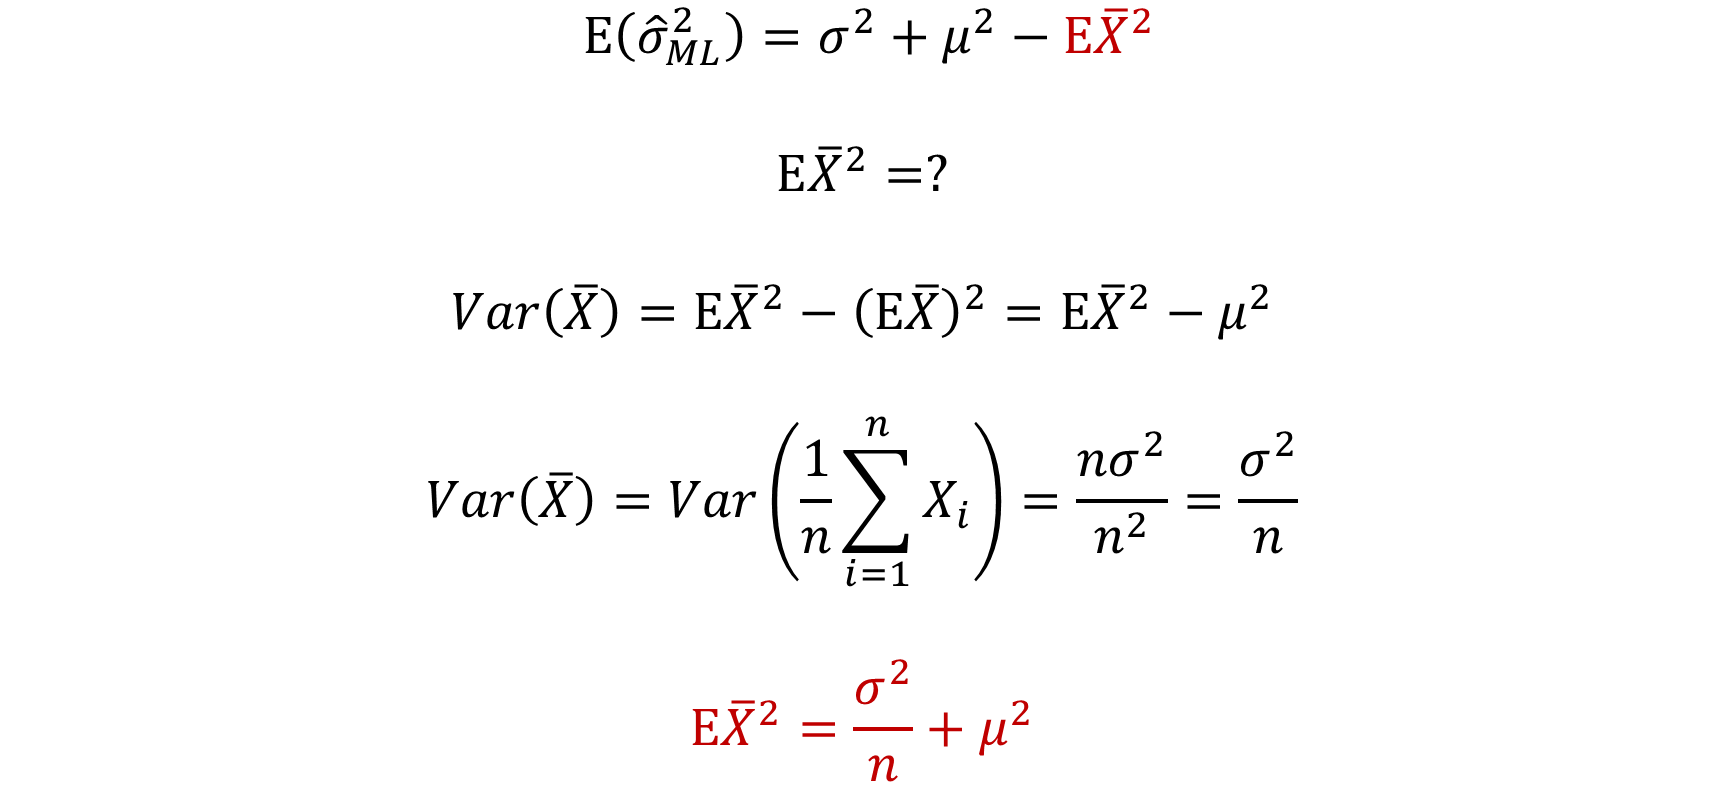 E(σ̂²_ML) = σ² + μ² − EX̄²
EX̄² =?
Var(X̄) = EX̄² − (EX̄)² = EX̄² − μ²
Var(X̄) = Var(1/n ∑_{i=1}^{n} X_i) = nσ²/n² = σ²/n
EX̄² = σ²/n + μ²